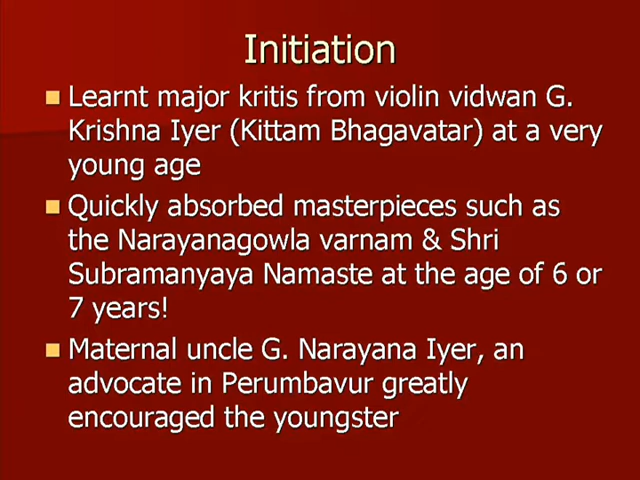 Initiation
Learnt major kritis from violin vidwan G.
Krishna Iyer (Kittam Bhagavatar) at a very
young age
Quickly absorbed masterpieces such as
the Narayanagowla varnam & Shri
Subramanyaya Namaste at the age of 6 or
7 years!
Maternal uncle G. Narayana Iyer, an
advocate in Perumbavur greatly
encouraged the youngster